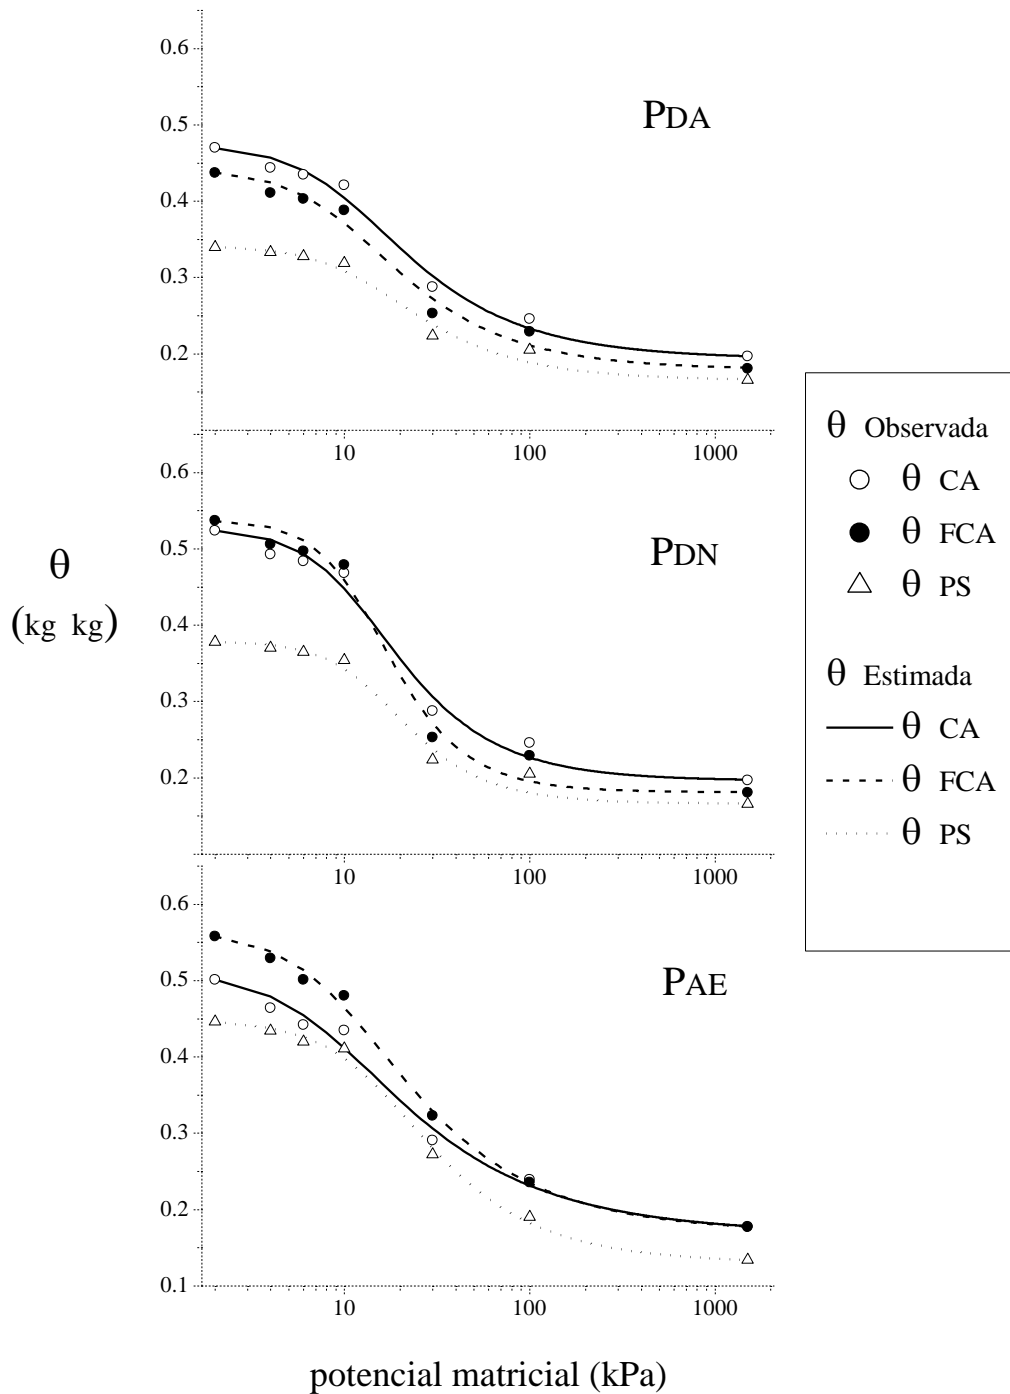 0.6
0.5
0.4
0.3
0.2
PDA
10
100
1000
0.6
0.5
0.4
0.3
0.2
PDN
10
100
1000
0.6
0.5
0.4
0.3
0.2
0.1
PAE
10
100
1000
θ
(kg kg)
potencial matricial (kPa)
θ Observada
θ CA
θ FCA
θ PS
θ Estimada
θ CA
θ FCA
θ PS